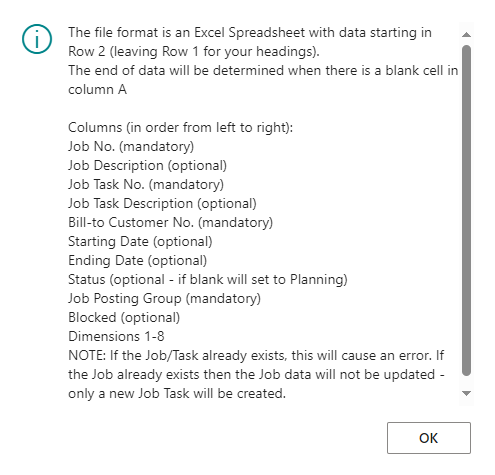 The file format is an Excel Spreadsheet with data starting in
Row 2 (leaving Row 1 for your headings).
The end of data will be determined when there is a blank cell in
column A
Columns (in order from left to right):
Job No. (mandatory)
Job Description (optional)
Job Task No. (mandatory)
Job Task Description (optional)
Bill-to Customer No. (mandatory)
Starting Date (optional)
Ending Date (optional)
Status (optional - if blank will set to Planning)
Job Posting Group (mandatory)
Blocked (optional)
Dimensions 1-8
NOTE: If the Job/Task already exists, this will cause an error. If
the Job already exists then the Job data will not be updated -
only a new Job Task will be created.
OK